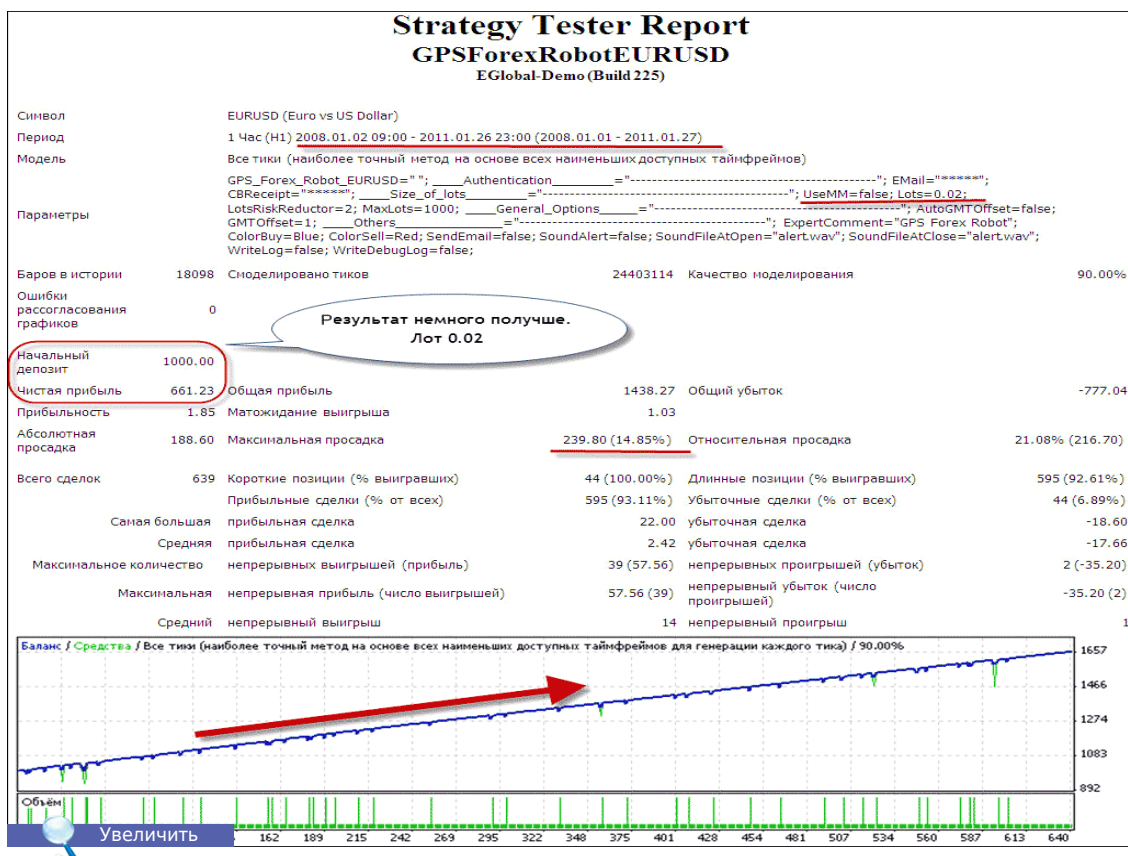 Strategy Tester Report
GPSForexRobotEURUSD
EGlobal-Demo (Build 225)
Символ EURUSD (Euro vs US Dollar)
Период 1 Час (H1) 2008.01.02 09:00 - 2011.01.26 23:00 (2008.01.01 - 2011.01.27)
Модель Все тики (наиболее точный метод на основе всех наименьших доступных таймфреймов)
Параметры GPS_Forex_Robot_EURUSD=" "; ____Authentication________="--------------------------------------------"; EMail="*****";
CBReceipt="*****"; ____Size_of_lots________="--------------------------------------------"; UseMM=false; Lots=0.02;
LotsRiskReductor=2; MaxLots=1000; ____General_Options_____="--------------------------------------------"; AutoGMTOffset=false;
GMTOffset=1; ____Others______________="--------------------------------------------"; ExpertComment="GPS Forex Robot";
ColorBuy=Blue; ColorSell=Red; SendEmail=false; SoundAlert=false; SoundFileAtOpen="alert.wav"; SoundFileAtClose="alert.wav";
WriteLog=false; WriteDebugLog=false;
Баров в истории 18098 Смоделировано тиков 24403114 Качество моделирования 90.00%
Ошибки рассогласования графиков 0
Результат немного получше.
Лот 0.02
Начальный депозит 1000.00
Чистая прибыль 661.23 Общая прибыль 1438.27 Общий убыток -777.04
Прибыльность 1.85 Матожидание выигрыша 1.03
Абсолютная просадка 188.60 Максимальная просадка 239.80 (14.85%) Относительная просадка 21.08% (216.70)
Всего сделок 639 Короткие позиции (% выигравших) 44 (100.00%) Длинные позиции (% выигравших) 595 (92.61%)
Прибыльные сделки (% от всех) 595 (93.11%) Убыточные сделки (% от всех) 44 (6.89%)
Самая большая прибыльная сделка 22.00 убыточная сделка -18.60
Средняя прибыльная сделка 2.42 убыточная сделка -17.66
Максимальное количество непрерывных выигрышей (прибыль) 39 (57.56) непрерывных проигрышей (убыток) 2 (-35.20)
Максимальная непрерывная прибыль (число выигрышей) 57.56 (39) непрерывный убыток (число проигрышей) -35.20 (2)
Средний непрерывный выигрыш 14 непрерывный проигрыш 1
Баланс / Средства / Все тики (наиболее точный метод на основе всех наименьших доступных таймфреймов для генерации каждого тика) / 90.00%
1657
1466
1274
1083
892
Объём
Увеличить
162 189 215 242 269 295 322 348 375 401 428 454 481 507 534 560 587 613 640